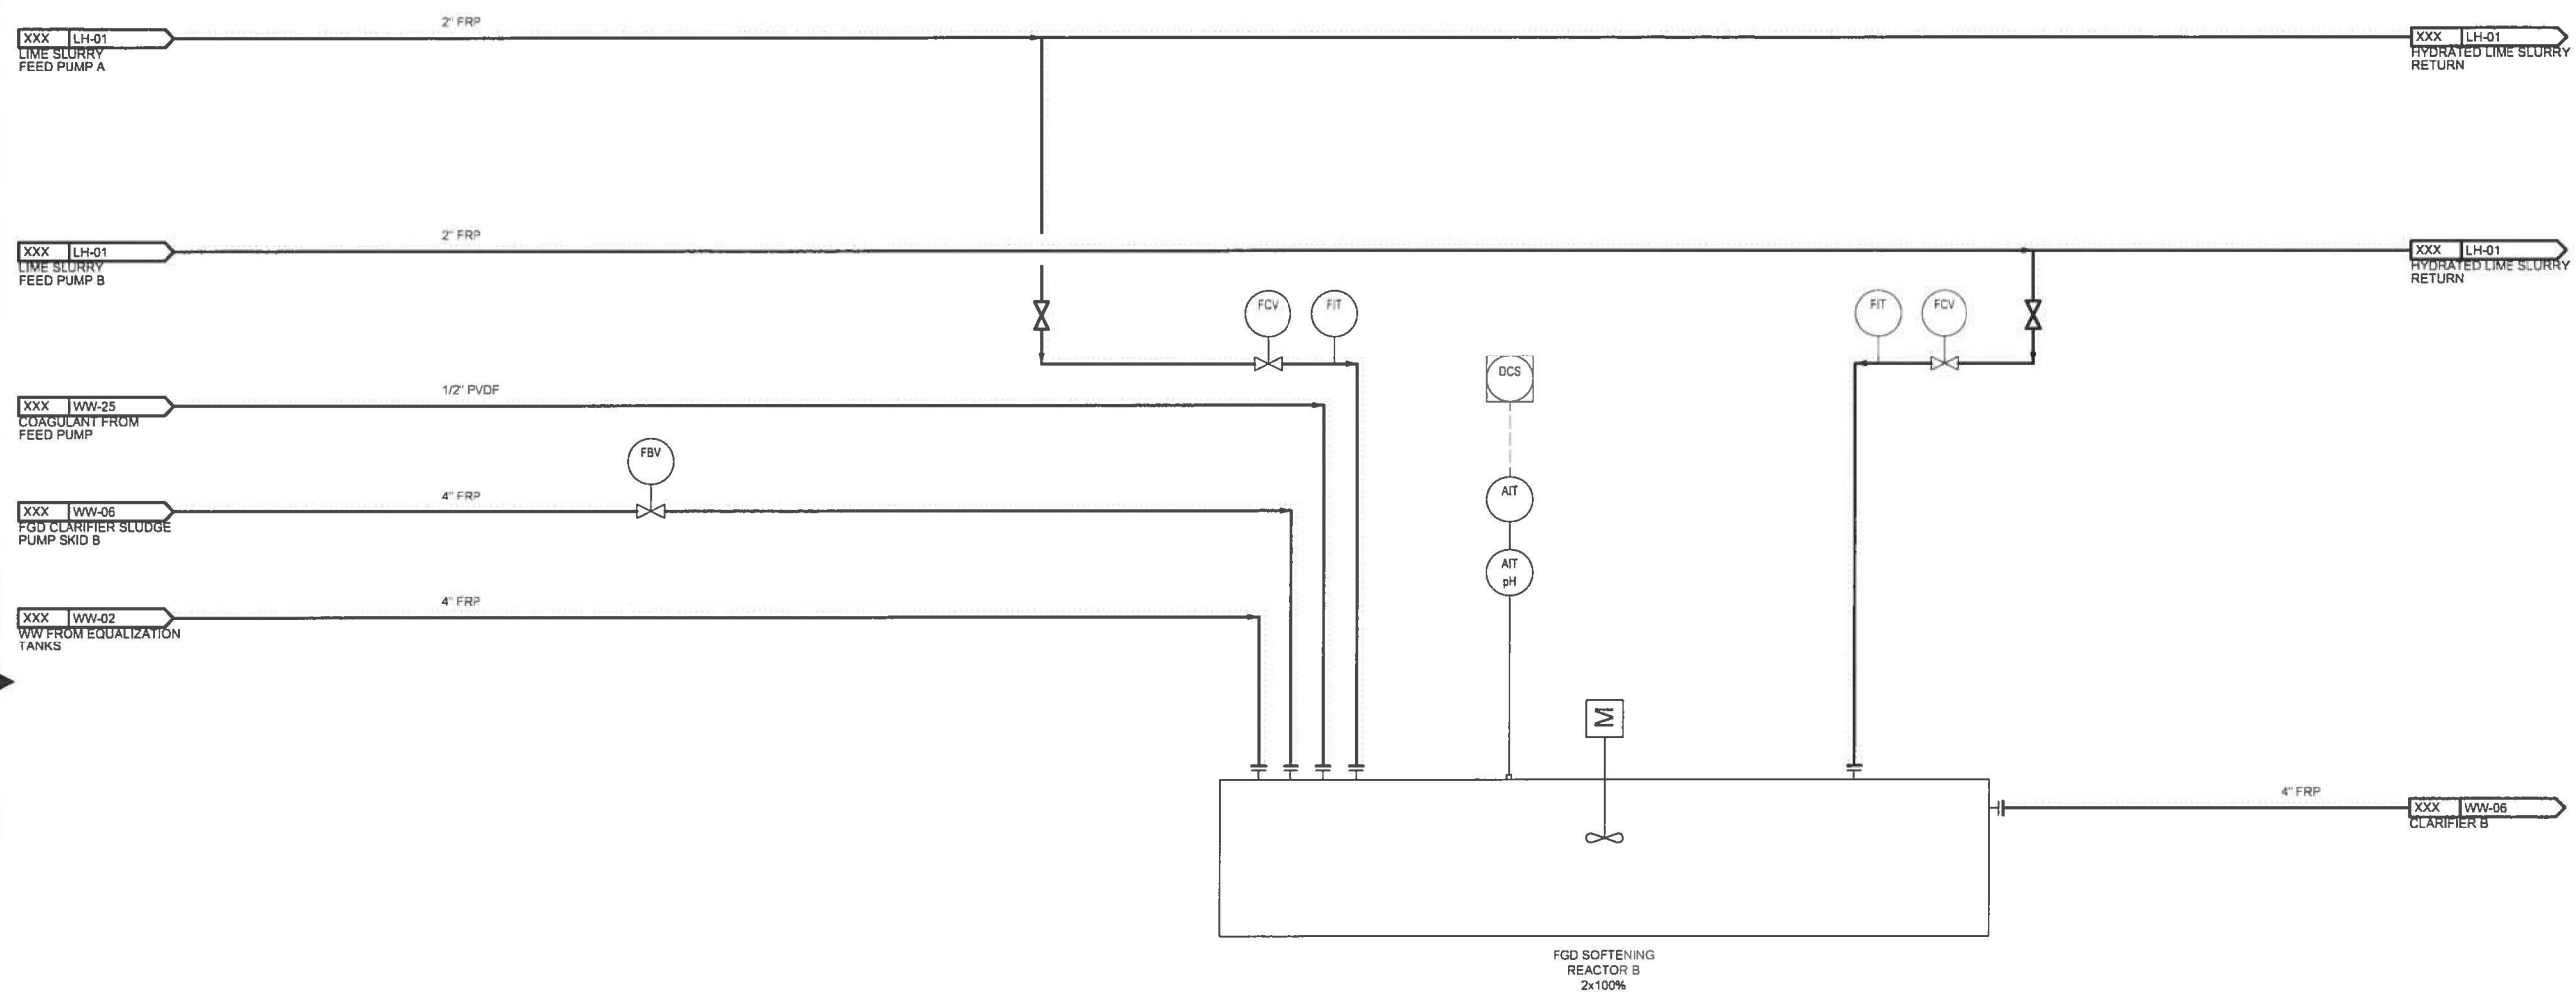 2" FRP
XXX LH-01
LIME SLURRY
FEED PUMP A
XXX LH-01
HYDRATED LIME SLURRY
RETURN
2" FRP
XXX LH-01
LIME SLURRY
FEED PUMP B
XXX LH-01
HYDRATED LIME SLURRY
RETURN
FCV
FIT
FIT
FCV
DCS
1/2" PVDF
XXX WW-25
COAGULANT FROM
FEED PUMP
FBV
4" FRP
XXX WW-06
FGD CLARIFIER SLUDGE
PUMP SKID B
AIT
AIT
pH
4" FRP
XXX WW-02
WW FROM EQUALIZATION
TANKS
M
4" FRP
XXX WW-06
CLARIFIER B
FGD SOFTENING
REACTOR B
2x100%